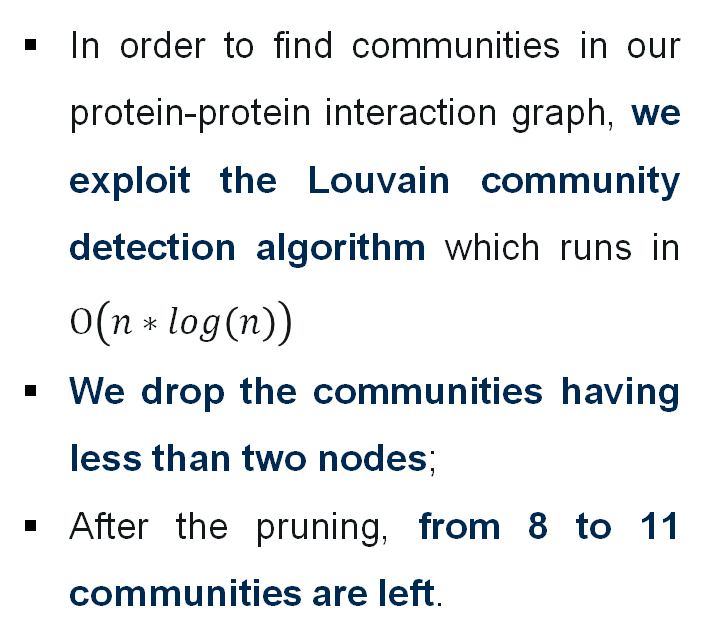 ▪ In order to find communities in our
protein-protein interaction graph, we
exploit the Louvain community
detection algorithm which runs in
O(n * log(n))
▪ We drop the communities having
less than two nodes;
▪ After the pruning, from 8 to 11
communities are left.